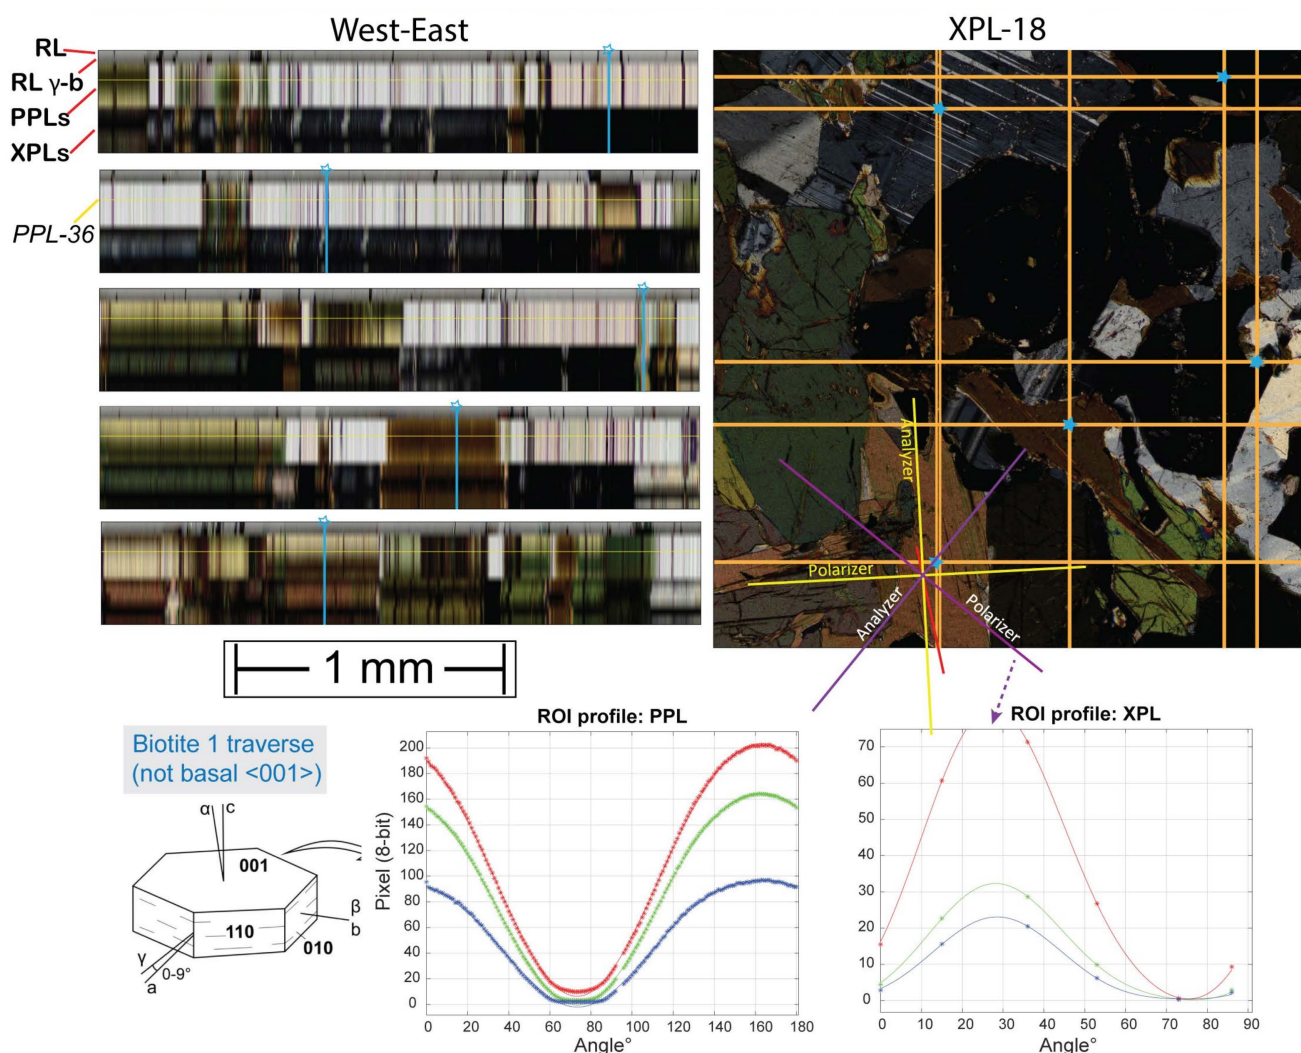 West-East
XPL-18
RL
RL γ-b
PPLs
XPLs
PPL-36
Analyzer
Polarizer
Analyzer
Polarizer
1 mm
Biotite 1 traverse
(not basal <001>)
α
c
001
110
010
β
b
γ
0-9°
a
ROI profile: PPL
Pixel (8-bit)
200
180
160
140
120
100
80
60
40
20
0
0 20 40 60 80 100 120 140 160 180
Angle°
ROI profile: XPL
70
60
50
40
30
20
10
0
0 10 20 30 40 50 60 70 80 90
Angle°